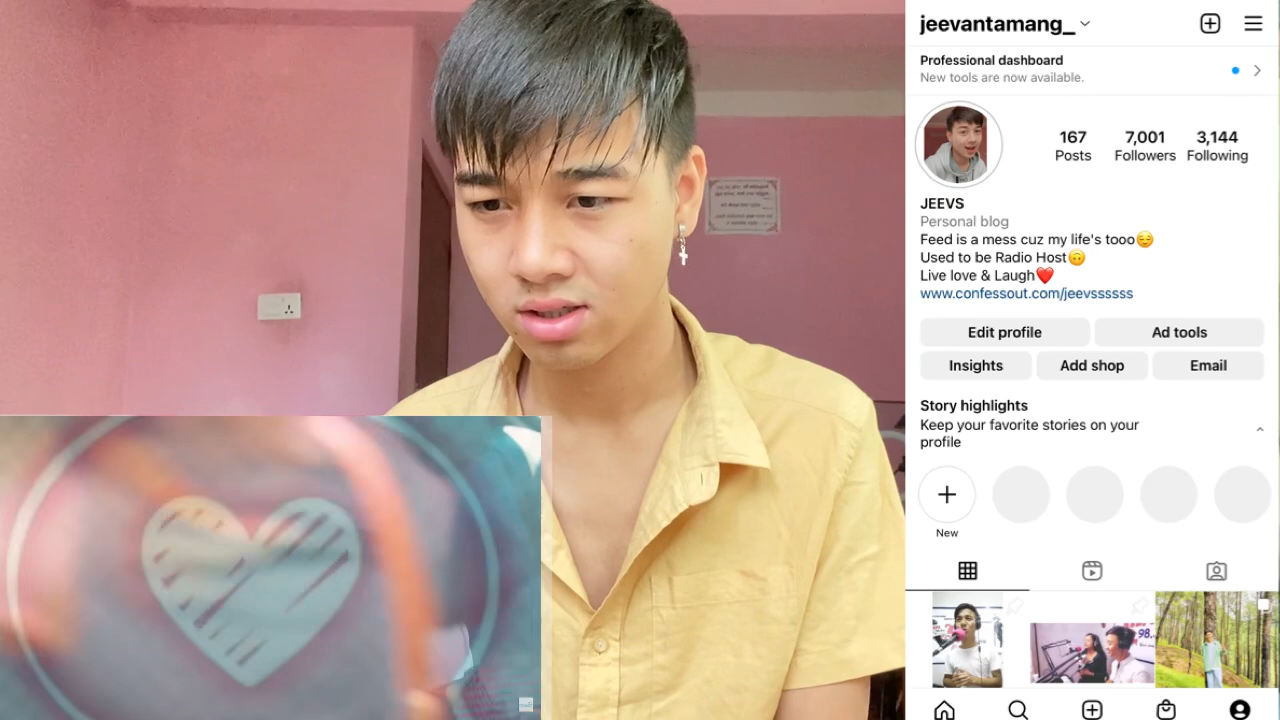 jeevantamang_
Professional dashboard
New tools are now available.
167
Posts
7,001
Followers
3,144
Following
JEEVS
Personal blog
Feed is a mess cuz my life's tooo😌
Used to be Radio Host🙃
Live love & Laugh❤️
www.confessout.com/jeevssssss
Edit profile
Ad tools
Insights
Add shop
Email
Story highlights
Keep your favorite stories on your
profile
New
98.